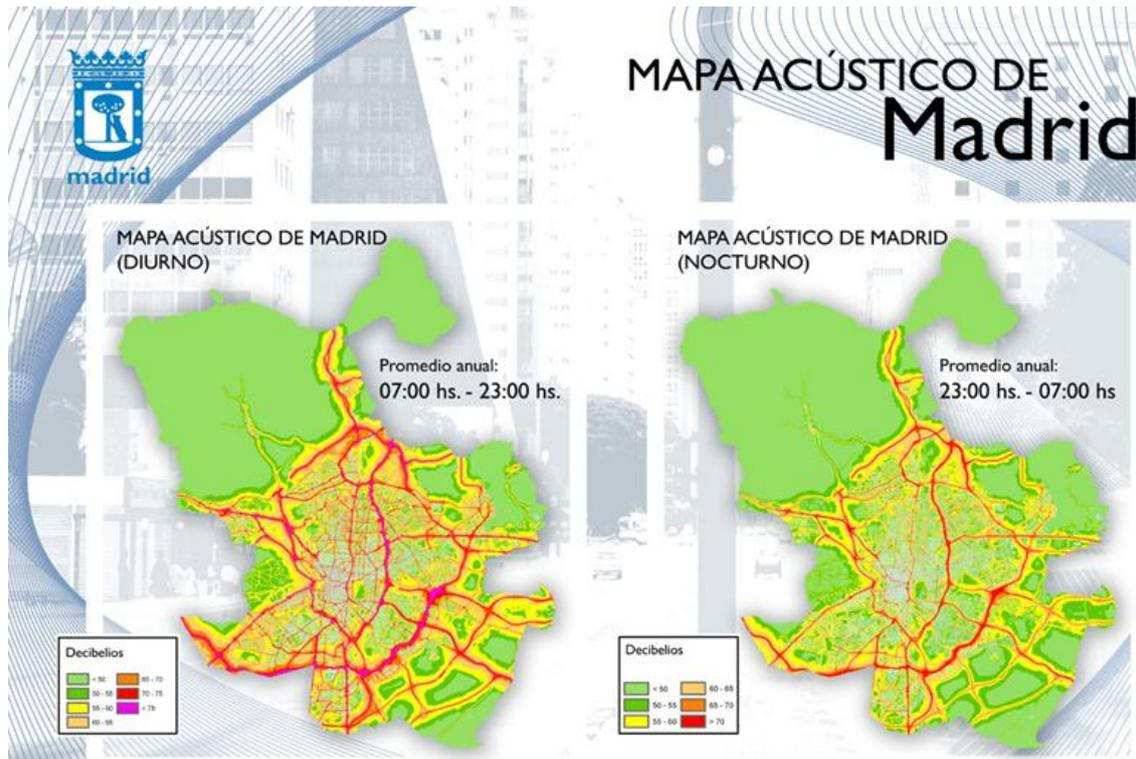 madrid
MAPA ACÚSTICO DE
Madrid
MAPA ACÚSTICO DE MADRID
(DIURNO)
Promedio anual:
07:00 hs. - 23:00 hs.
Decibelios
< 50
50 - 55
55 - 60
60 - 65
65 - 70
70 - 75
> 75
MAPA ACÚSTICO DE MADRID
(NOCTURNO)
Promedio anual:
23:00 hs. - 07:00 hs
Decibelios
< 50
50 - 55
55 - 60
60 - 65
65 - 70
> 70